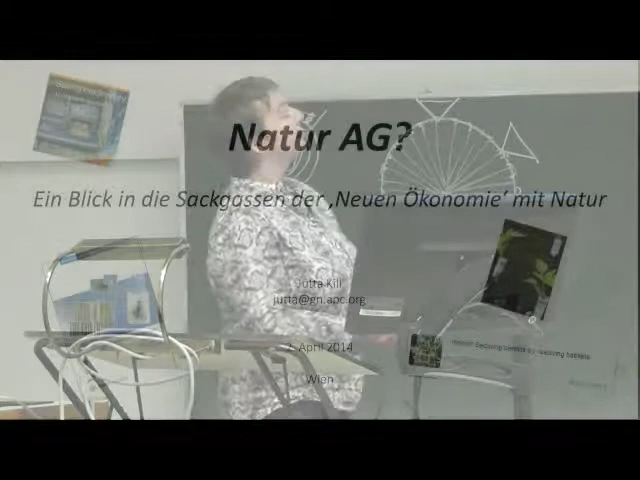 Natur AG?
Ein Blick in die Sackgassen der ‚Neuen Ökonomie‘ mit Natur
Jutta Kill
jutta@gn.apc.org
2. April 2014
Wien